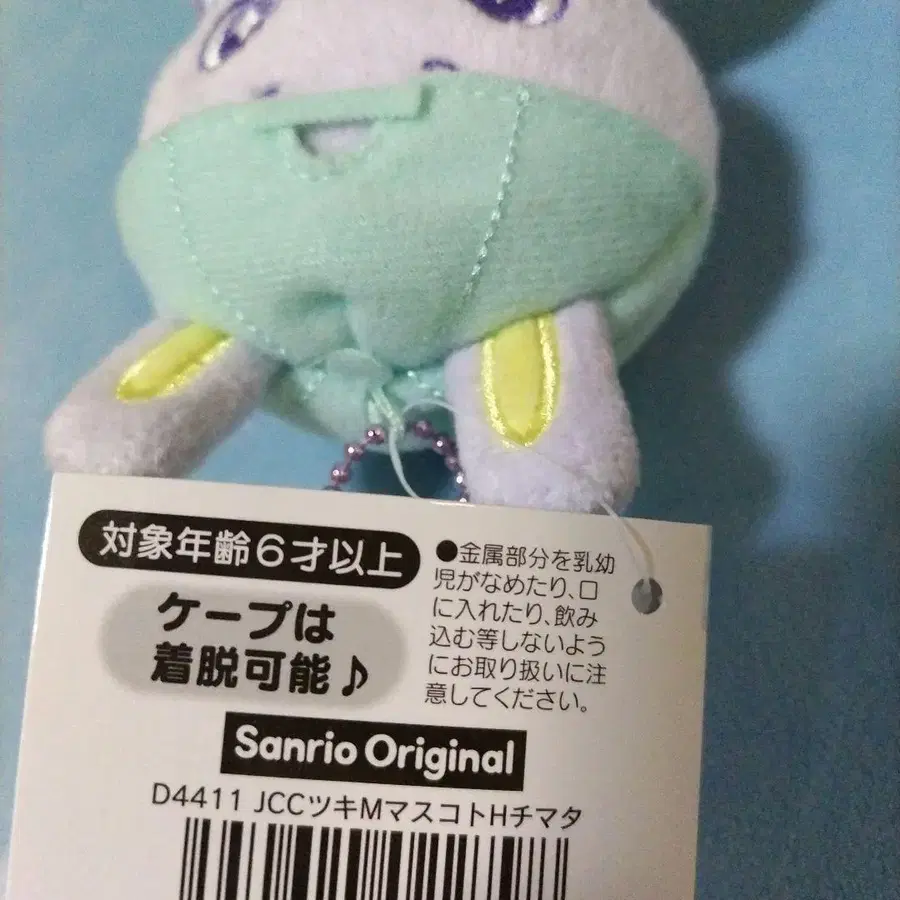 対象年齢6才以上
ケープは
着脱可能♪
●金属部分を乳幼
児がなめたり、口
に入れたり、飲み
込む等しないよう
にお取り扱いに注
意してください。
Sanrio Original
D4411 JCCツキMマスコトHチマタ